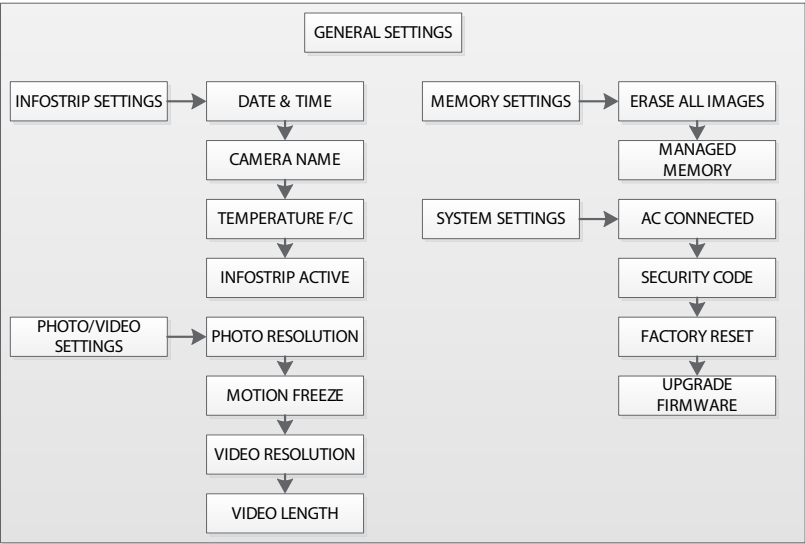 GENERAL SETTINGS
INFOSTRIP SETTINGS
DATE & TIME
CAMERA NAME
TEMPERATURE F/C
INFOSTRIP ACTIVE
PHOTO/VIDEO
SETTINGS
PHOTO RESOLUTION
MOTION FREEZE
VIDEO RESOLUTION
VIDEO LENGTH
MEMORY SETTINGS
ERASE ALL IMAGES
MANAGED
MEMORY
SYSTEM SETTINGS
AC CONNECTED
SECURITY CODE
FACTORY RESET
UPGRADE
FIRMWARE